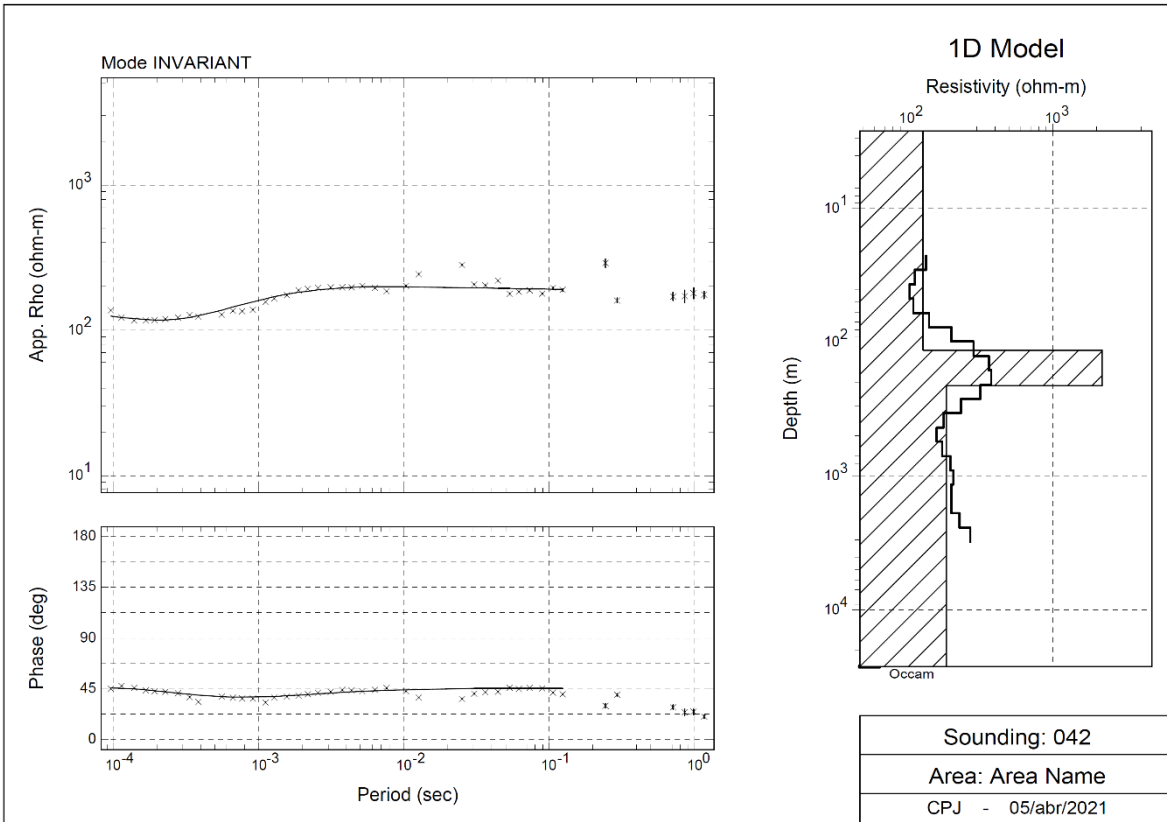 Mode INVARIANT
App. Rho (ohm-m)
10^3
10^2
10^1
Phase (deg)
180
135
90
45
0
10^-4
10^-3
10^-2
10^-1
10^0
Period (sec)
1D Model
Resistivity (ohm-m)
10^2
10^3
Depth (m)
10^1
10^2
10^3
10^4
Occam
Sounding: 042
Area: Area Name
CPJ - 05/abr/2021